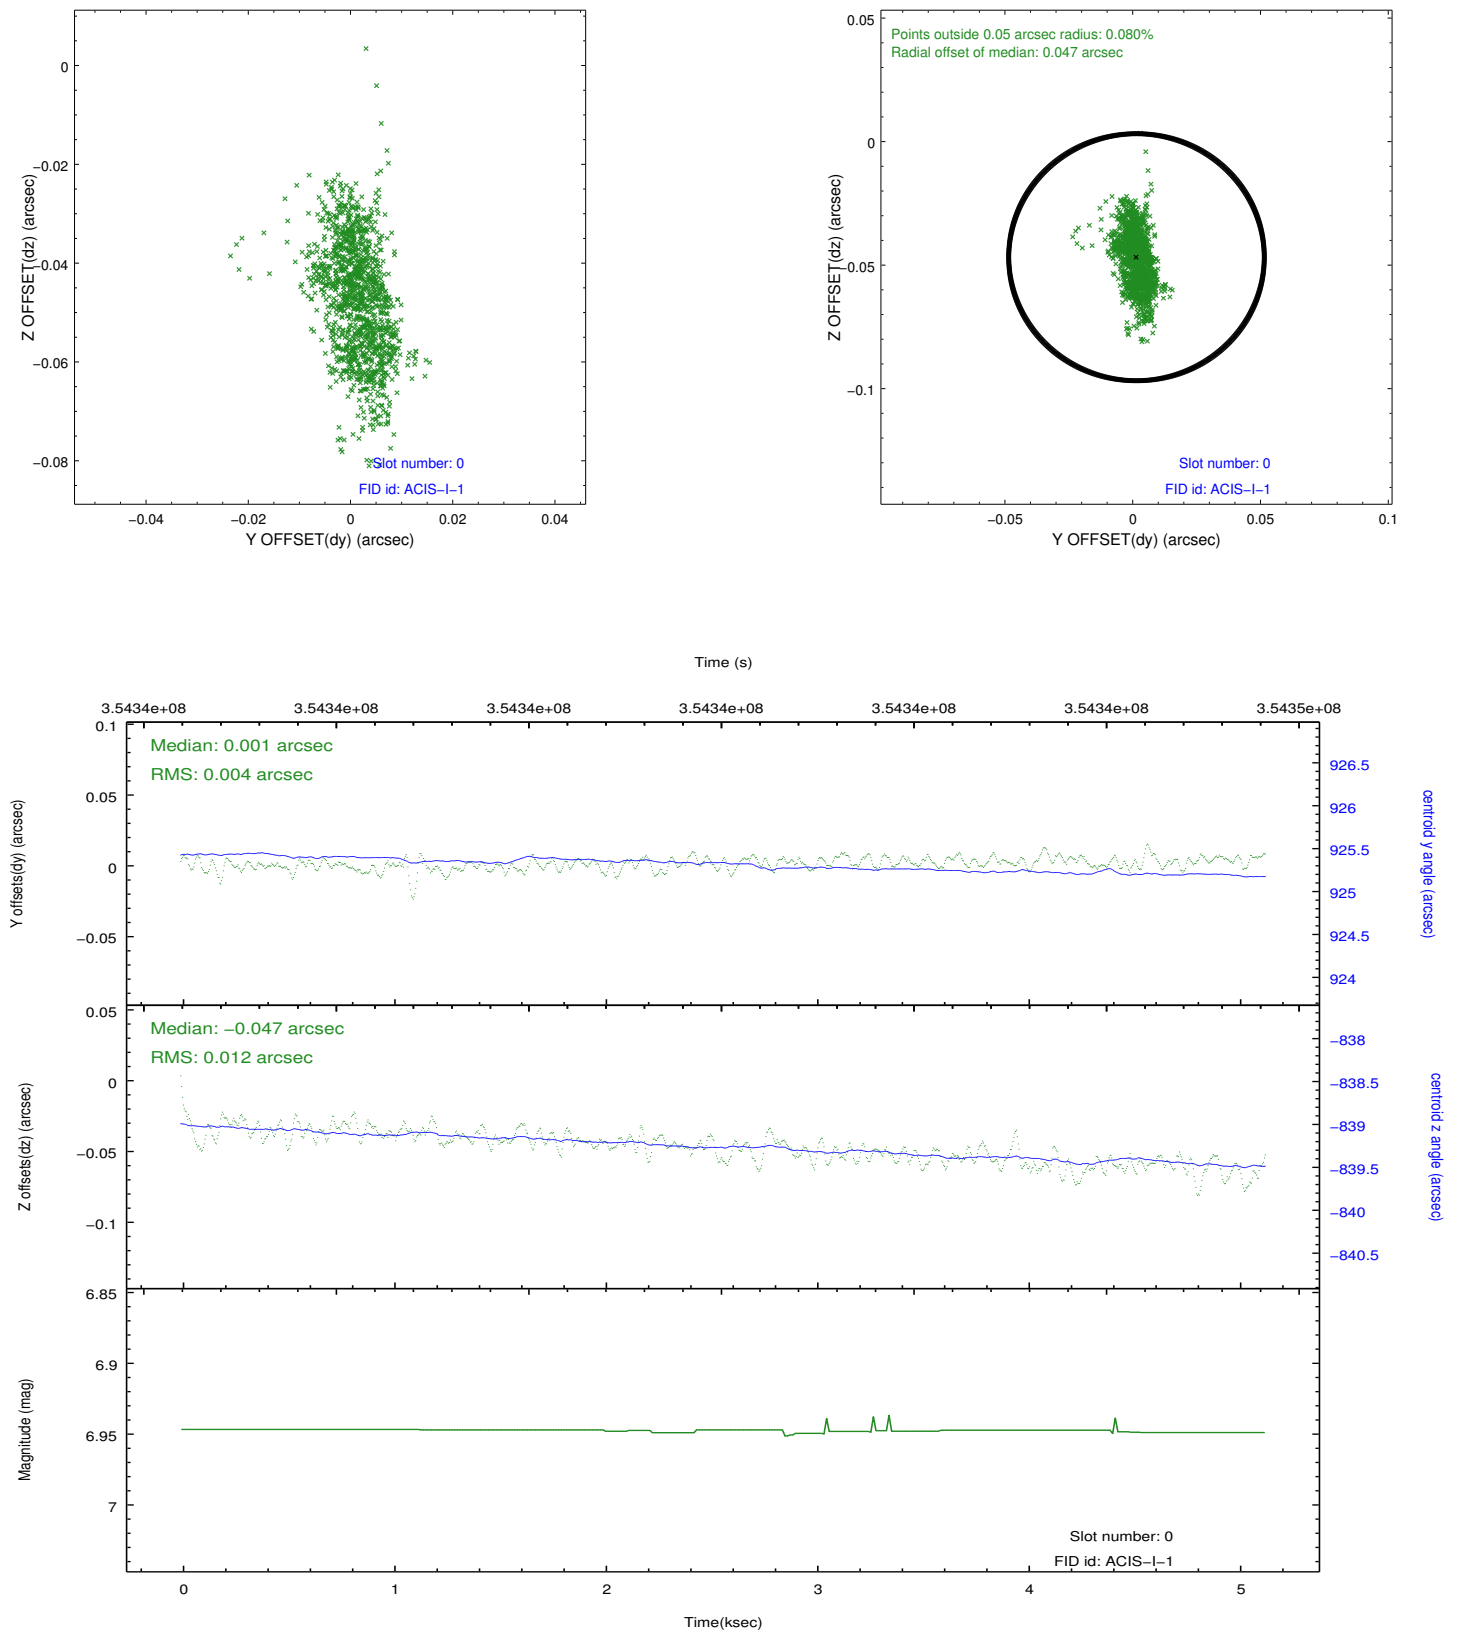 0
−0.02
−0.04
−0.06
−0.08
Z OFFSET(dz) (arcsec)
Slot number: 0
FID id: ACIS−I−1
−0.04
−0.02
0
0.02
0.04
Y OFFSET(dy) (arcsec)
Points outside 0.05 arcsec radius: 0.080%
Radial offset of median: 0.047 arcsec
0.05
0
−0.05
−0.1
Z OFFSET(dz) (arcsec)
Slot number: 0
FID id: ACIS−I−1
−0.05
0
0.05
0.1
Y OFFSET(dy) (arcsec)
Time (s)
3.5434e+08
3.5434e+08
3.5434e+08
3.5434e+08
3.5434e+08
3.5434e+08
3.5435e+08
Median: 0.001 arcsec
RMS: 0.004 arcsec
0.1
0.05
0
−0.05
Y offsets(dy) (arcsec)
926.5
926
925.5
925
924.5
924
centroid y angle (arcsec)
Median: −0.047 arcsec
RMS: 0.012 arcsec
0.05
0
−0.05
−0.1
Z offsets(dz) (arcsec)
−838
−838.5
−839
−839.5
−840
−840.5
centroid z angle (arcsec)
6.85
6.9
6.95
7
Magnitude (mag)
Slot number: 0
FID id: ACIS−I−1
0
1
2
3
4
5
Time(ksec)